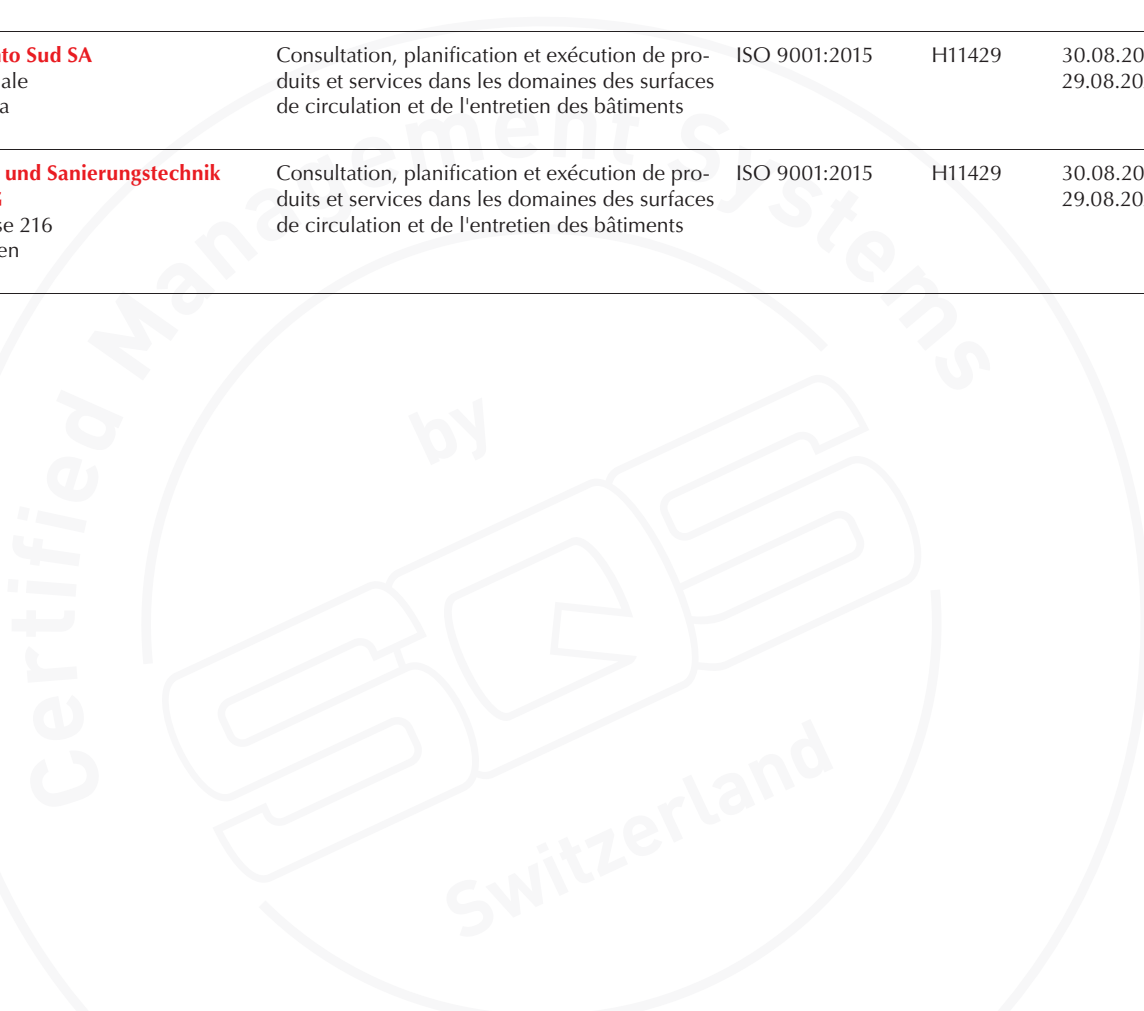 to Sud SA
Consultation, planification et exécution de pro-
ISO 9001:2015
H11429
30.08.20
ale
duits et services dans les domaines des surfaces
29.08.20
a
de circulation et de l'entretien des bâtiments
und Sanierungstechnik
Consultation, planification et exécution de pro-
ISO 9001:2015
H11429
30.08.20
duits et services dans les domaines des surfaces
29.08.20
se 216
de circulation et de l'entretien des bâtiments
en
Certified Management Systems
by
SQS
Switzerland